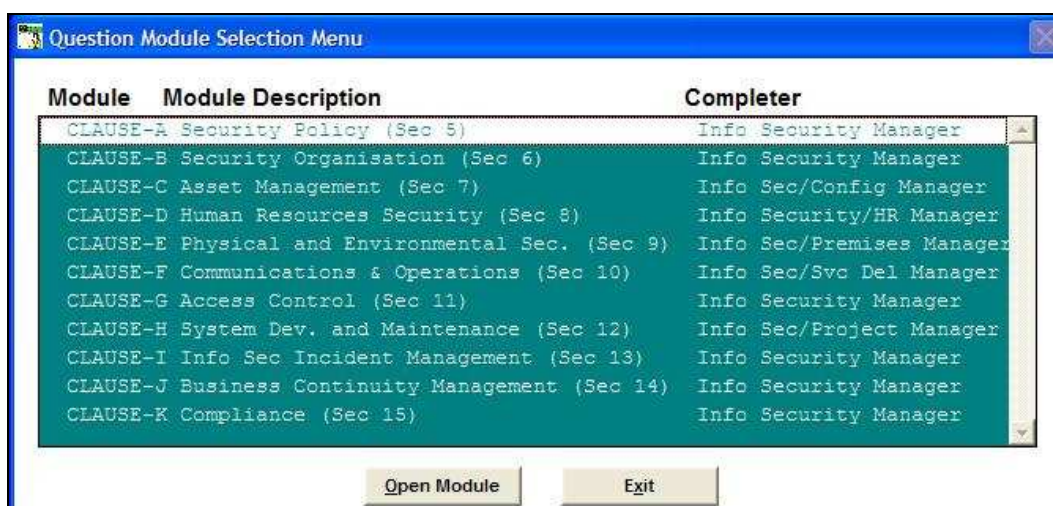 Question Module Selection Menu
Module Module Description Completer
CLAUSE-A Security Policy (Sec 5) Info Security Manager
CLAUSE-B Security Organisation (Sec 6) Info Security Manager
CLAUSE-C Asset Management (Sec 7) Info Sec/Config Manager
CLAUSE-D Human Resources Security (Sec 8) Info Security/HR Manager
CLAUSE-E Physical and Environmental Sec. (Sec 9) Info Sec/Premises Manager
CLAUSE-F Communications & Operations (Sec 10) Info Sec/Svc Del Manager
CLAUSE-G Access Control (Sec 11) Info Security Manager
CLAUSE-H System Dev. and Maintenance (Sec 12) Info Sec/Project Manager
CLAUSE-I Info Sec Incident Management (Sec 13) Info Security Manager
CLAUSE-J Business Continuity Management (Sec 14) Info Security Manager
CLAUSE-K Compliance (Sec 15) Info Security Manager
Open Module Exit